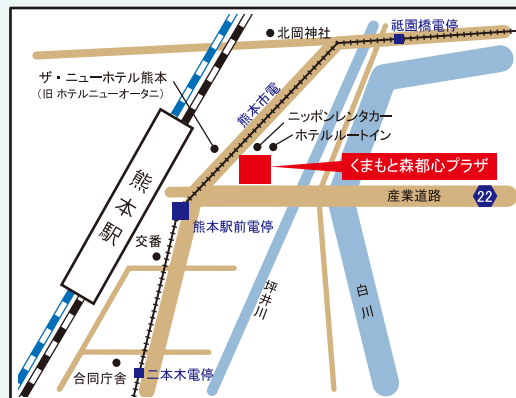 北岡神社
祗園橋電停
ザ・ニューホテル熊本
(旧 ホテルニューオータニ)
熊本市電
ニッポンレンタカー
ホテルルートイン
くまもと森都心プラザ
熊本駅
産業道路
22
熊本駅前電停
交番
坪井川
白川
合同庁舎
二本木電停